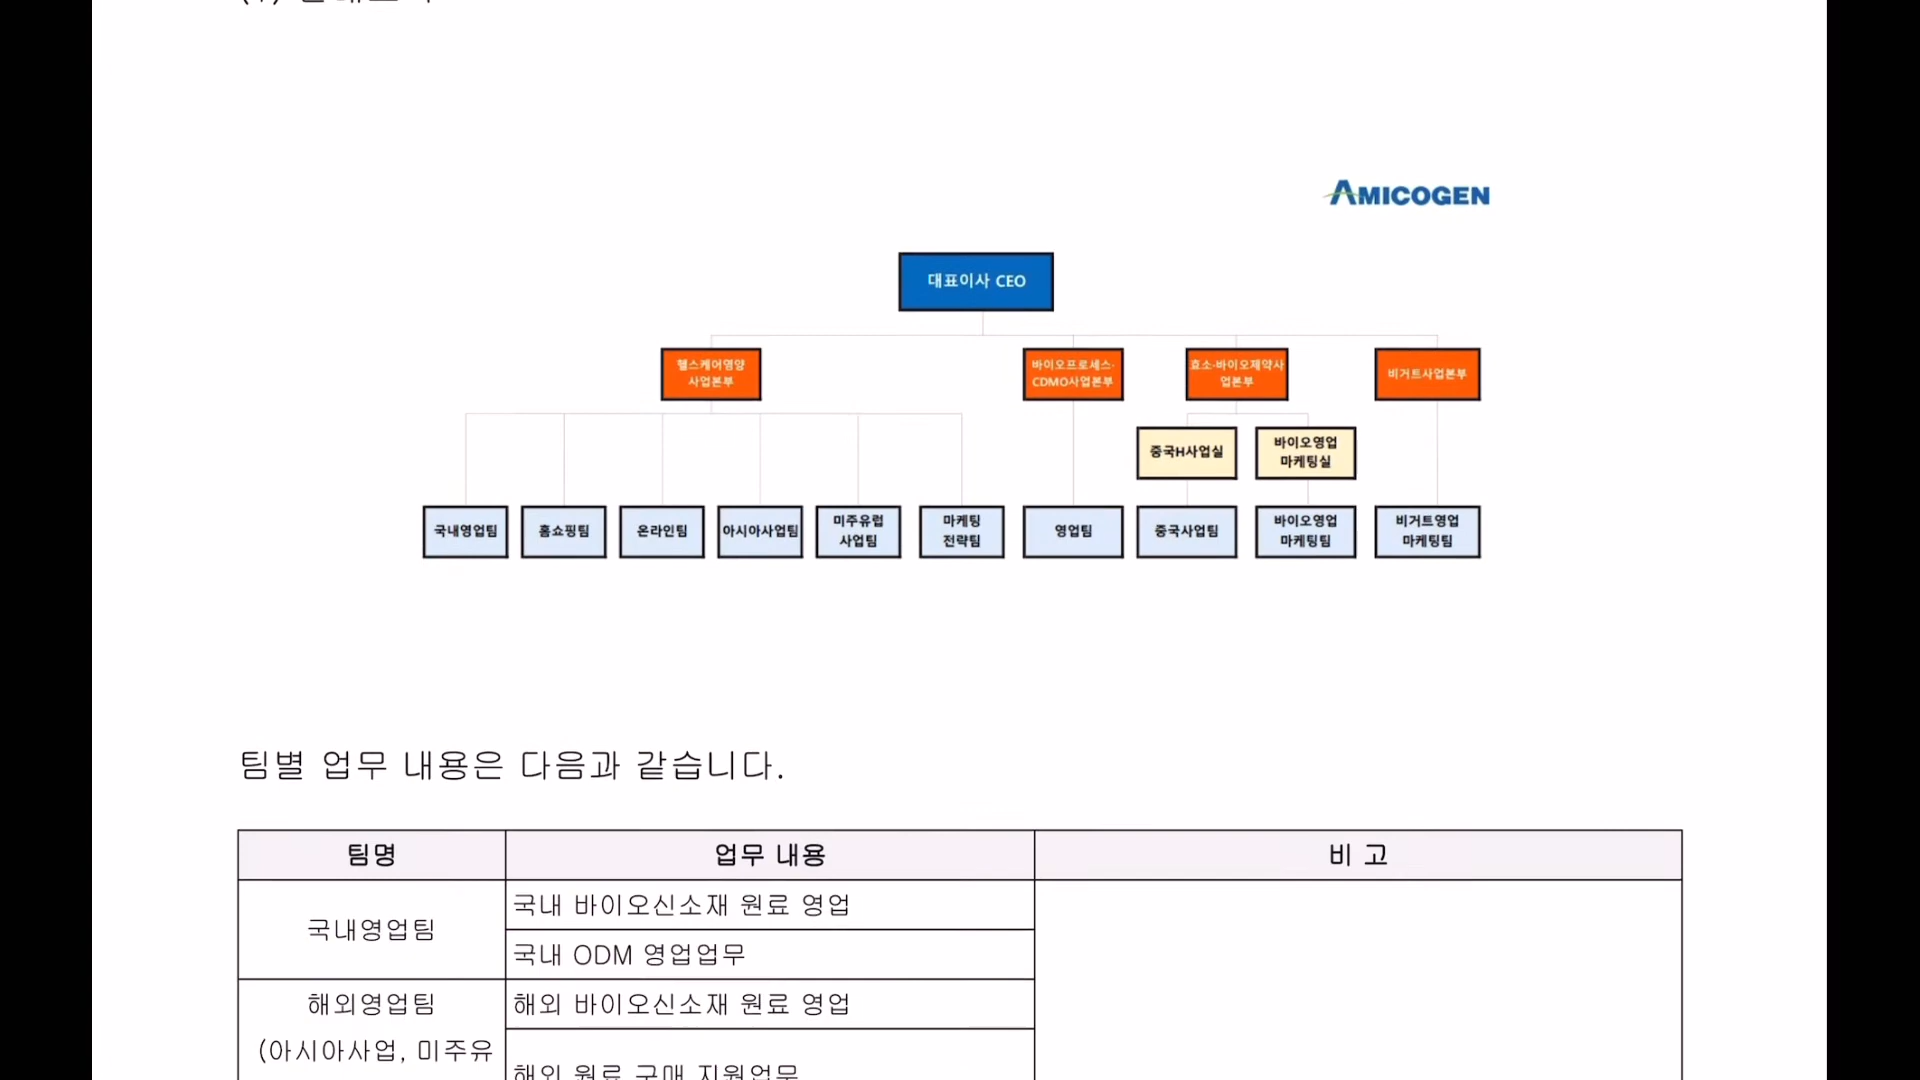 AMICOGEN
대표이사 CEO
헬스케어영양
사업본부
바이오프로세스·
CDMO사업본부
효소·바이오제약사
업본부
비거트사업본부
중국H사업실
바이오영업
마케팅실
국내영업팀
홈쇼핑팀
온라인팀
아시아사업팀
미주유럽
사업팀
마케팅
전략팀
영업팀
중국사업팀
바이오영업
마케팅팀
비거트영업
마케팅팀
팀별 업무 내용은 다음과 같습니다.
팀명 업무 내용 비 고
국내영업팀
국내 바이오신소재 원료 영업
국내 ODM 영업업무
해외영업팀
(아시아사업, 미주유
해외 바이오신소재 원료 영업
해외 원료 구매 지원업무